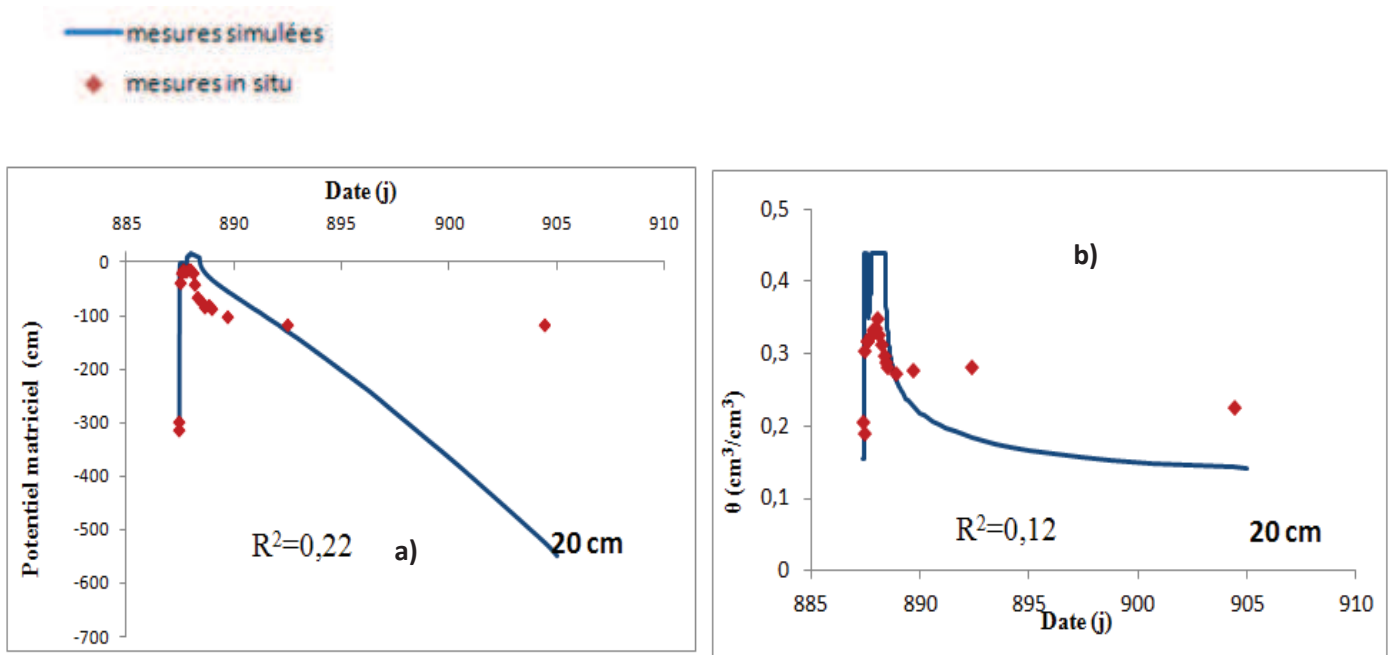 mesures simulées
mesures in situ
Date (j)
885 890 895 900 905 910
0
-100
-200
-300
-400
-500
-600
-700
Potentiel matriciel (cm)
R²=0,22
a)
20 cm
0,5
0,4
0,3
0,2
0,1
0
θ (cm³/cm³)
b)
R²=0,12
20 cm
885 890 895 900 905 910
Date (j)